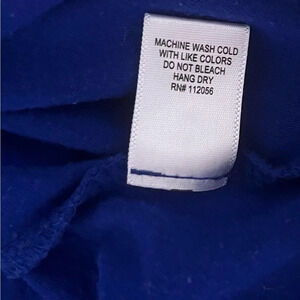 MACHINE WASH COLD
WITH LIKE COLORS
DO NOT BLEACH
HANG DRY
RN# 112056